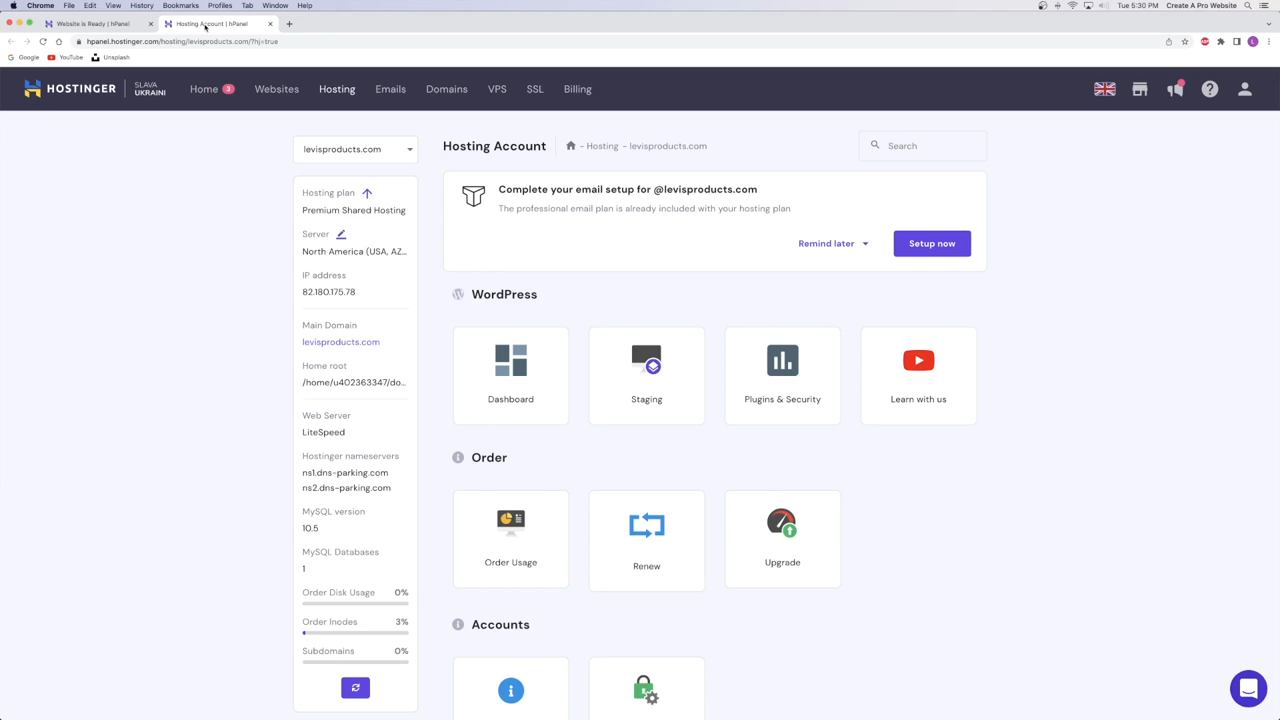 Chrome File Edit View History Bookmarks Profiles Tab Window Help
Tue 5:30 PM Create A Pro Website
Website is Ready | hPanel
Hosting Account | hPanel
hpanel.hostinger.com/hosting/levisproducts.com/?hj=true
Google YouTube Unsplash
HOSTINGER
SLAVA
UKRAINI
Home 3 Websites Hosting Emails Domains VPS SSL Billing
levisproducts.com
Hosting Account
- Hosting - levisproducts.com
Search
Hosting plan
Premium Shared Hosting
Server
North America (USA, AZ...
IP address
82.180.175.78
Main Domain
levisproducts.com
Home root
/home/u402363347/do...
Web Server
LiteSpeed
Hostinger nameservers
ns1.dns-parking.com
ns2.dns-parking.com
MySQL version
10.5
MySQL Databases
1
Order Disk Usage 0%
Order Inodes 3%
Subdomains 0%
Complete your email setup for @levisproducts.com
The professional email plan is already included with your hosting plan
Remind later
Setup now
WordPress
Dashboard
Staging
Plugins & Security
Learn with us
Order
Order Usage
Renew
Upgrade
Accounts